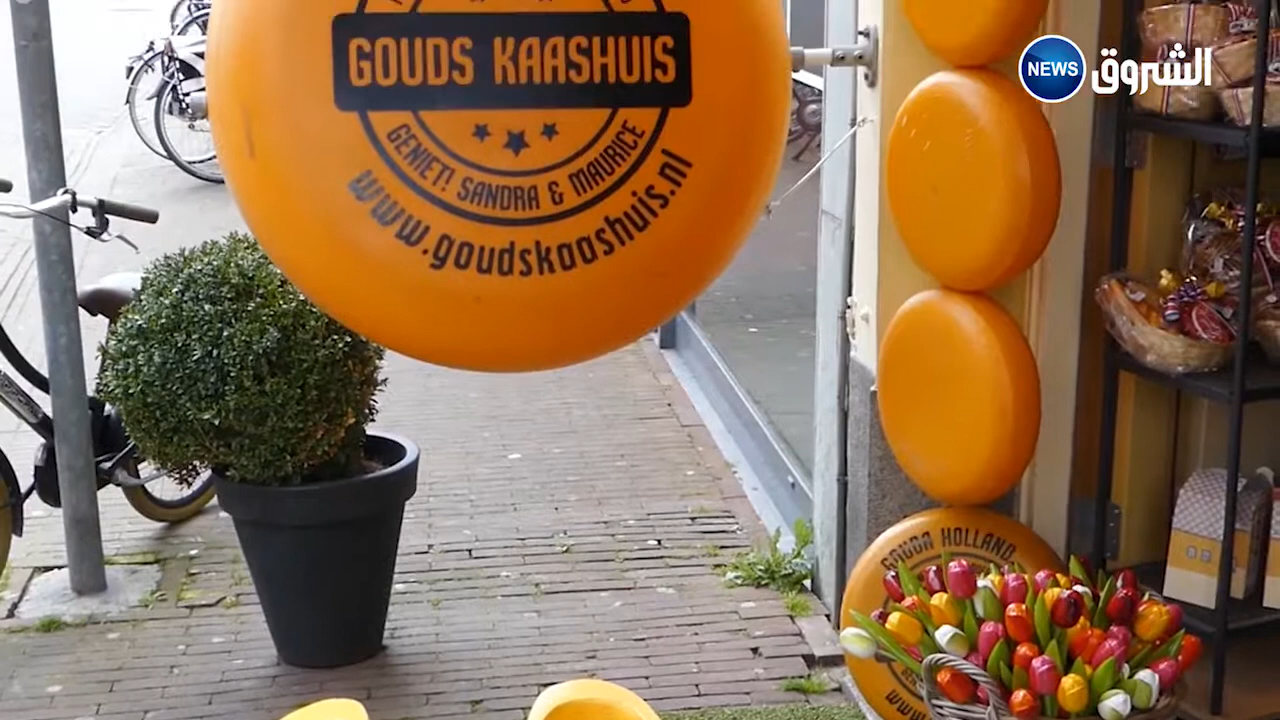 GOUDS KAASHUIS
GENIET! SANDRA & MAURICE
www.goudskaashuis.nl
NEWS الشروق
GOUDA HOLLAND